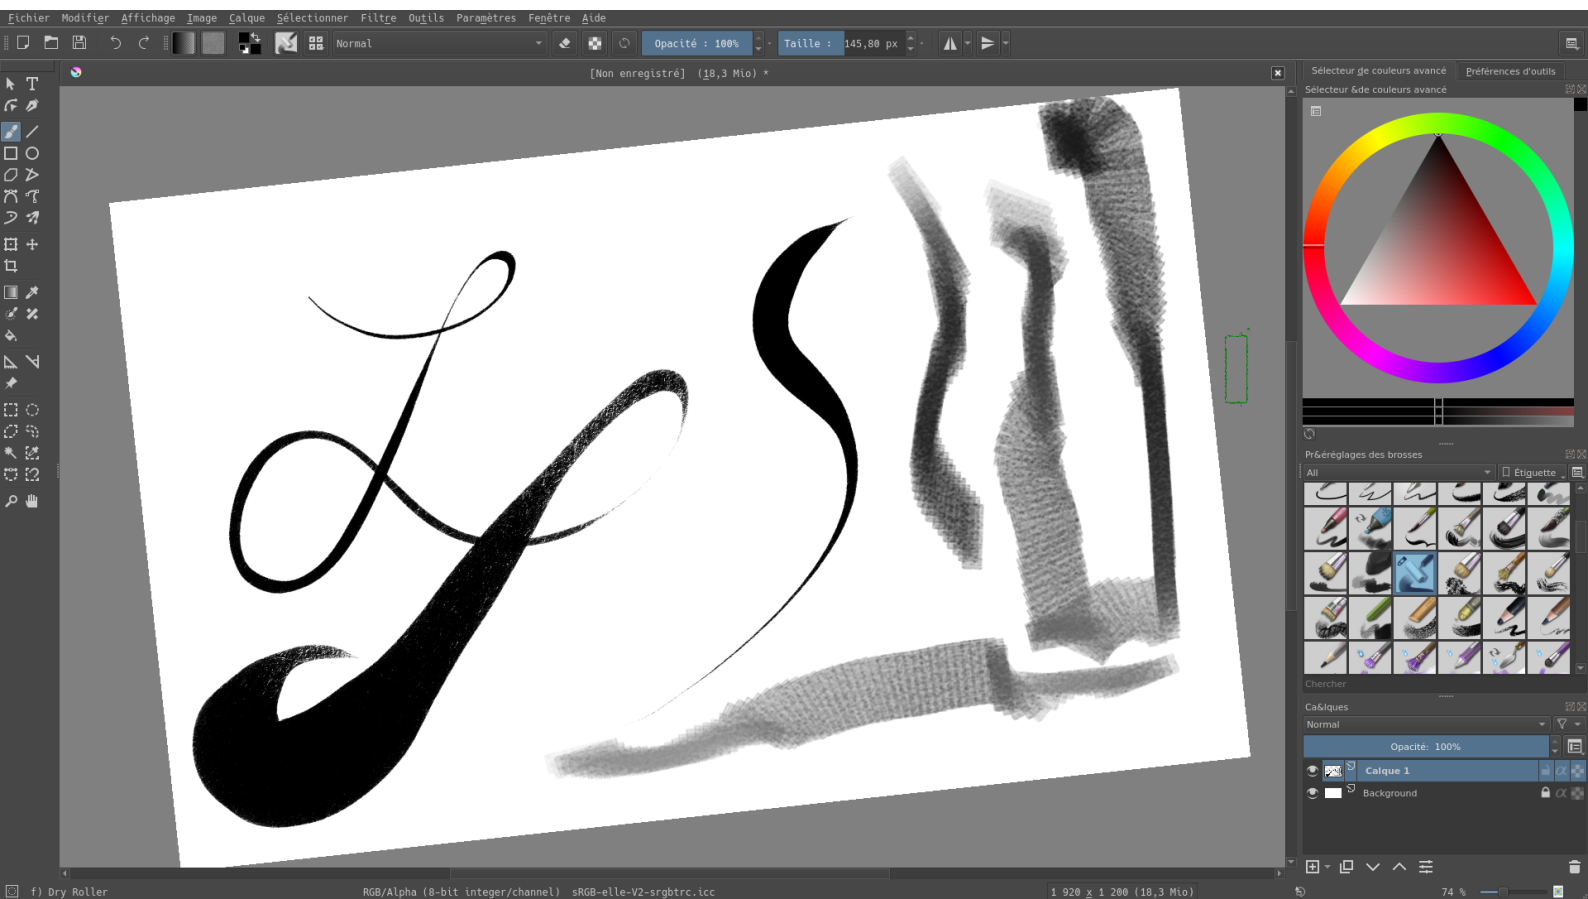 Fichier Modifier Affichage Image Calque Sélectionner Filtre Outils Paramètres Fenêtre Aide
Normal Opacité : 100% Taille : 145,80 px
[Non enregistré] (18,3 Mio) *
Sélecteur de couleurs avancé Préférences d'outils
Sélecteur &de couleurs avancé
Pr&éréglages des brosses
All Étiquette
Chercher
Ca&lques
Normal
Opacité: 100%
Calque 1
Background
f) Dry Roller RGB/Alpha (8-bit integer/channel) sRGB-elle-V2-srgbtrc.icc 1 920 x 1 200 (18,3 Mio) 74 %